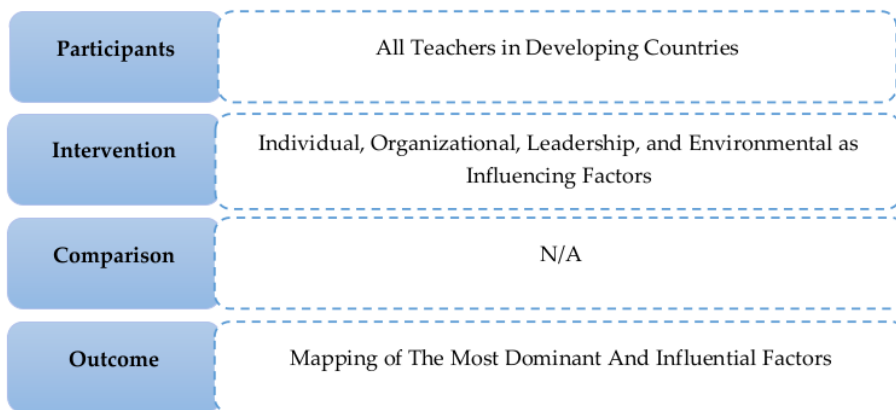 Participants
All Teachers in Developing Countries
Intervention
Individual, Organizational, Leadership, and Environmental as
Influencing Factors
Comparison
N/A
Outcome
Mapping of The Most Dominant And Influential Factors